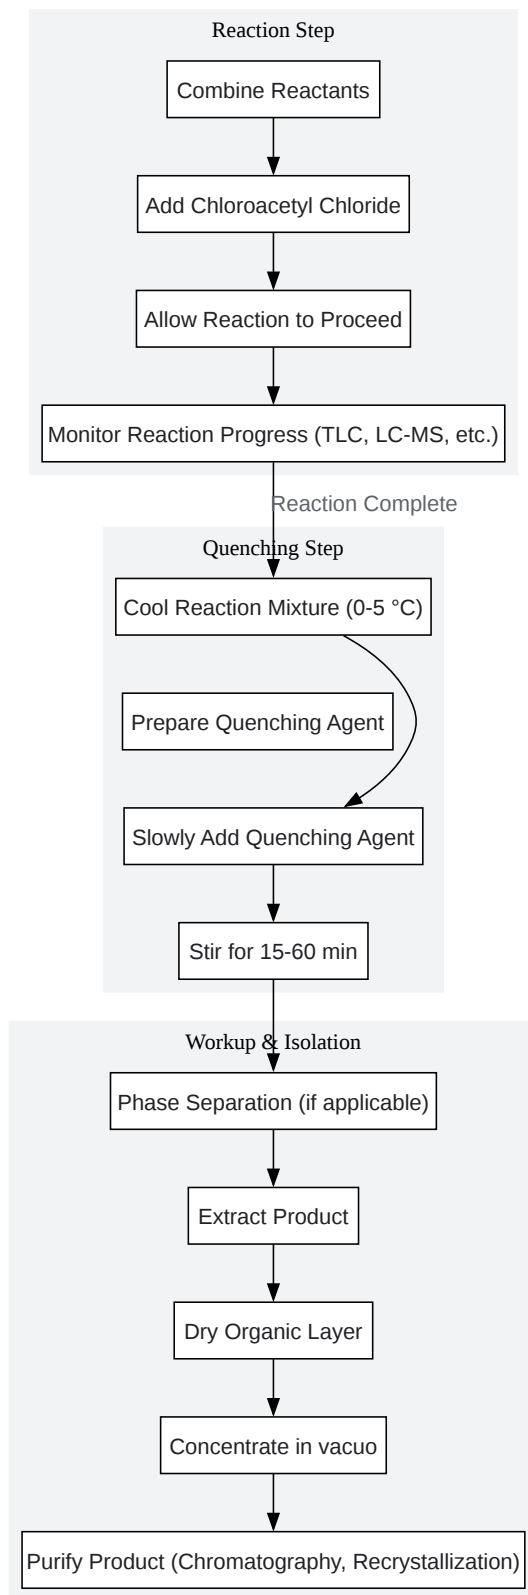 Reaction Step
Combine Reactants
Add Chloroacetyl Chloride
Allow Reaction to Proceed
Monitor Reaction Progress (TLC, LC-MS, etc.)
Reaction Complete
Quenching Step
Cool Reaction Mixture (0-5 °C)
Prepare Quenching Agent
Slowly Add Quenching Agent
Stir for 15-60 min
Workup & Isolation
Phase Separation (if applicable)
Extract Product
Dry Organic Layer
Concentrate in vacuo
Purify Product (Chromatography, Recrystallization)